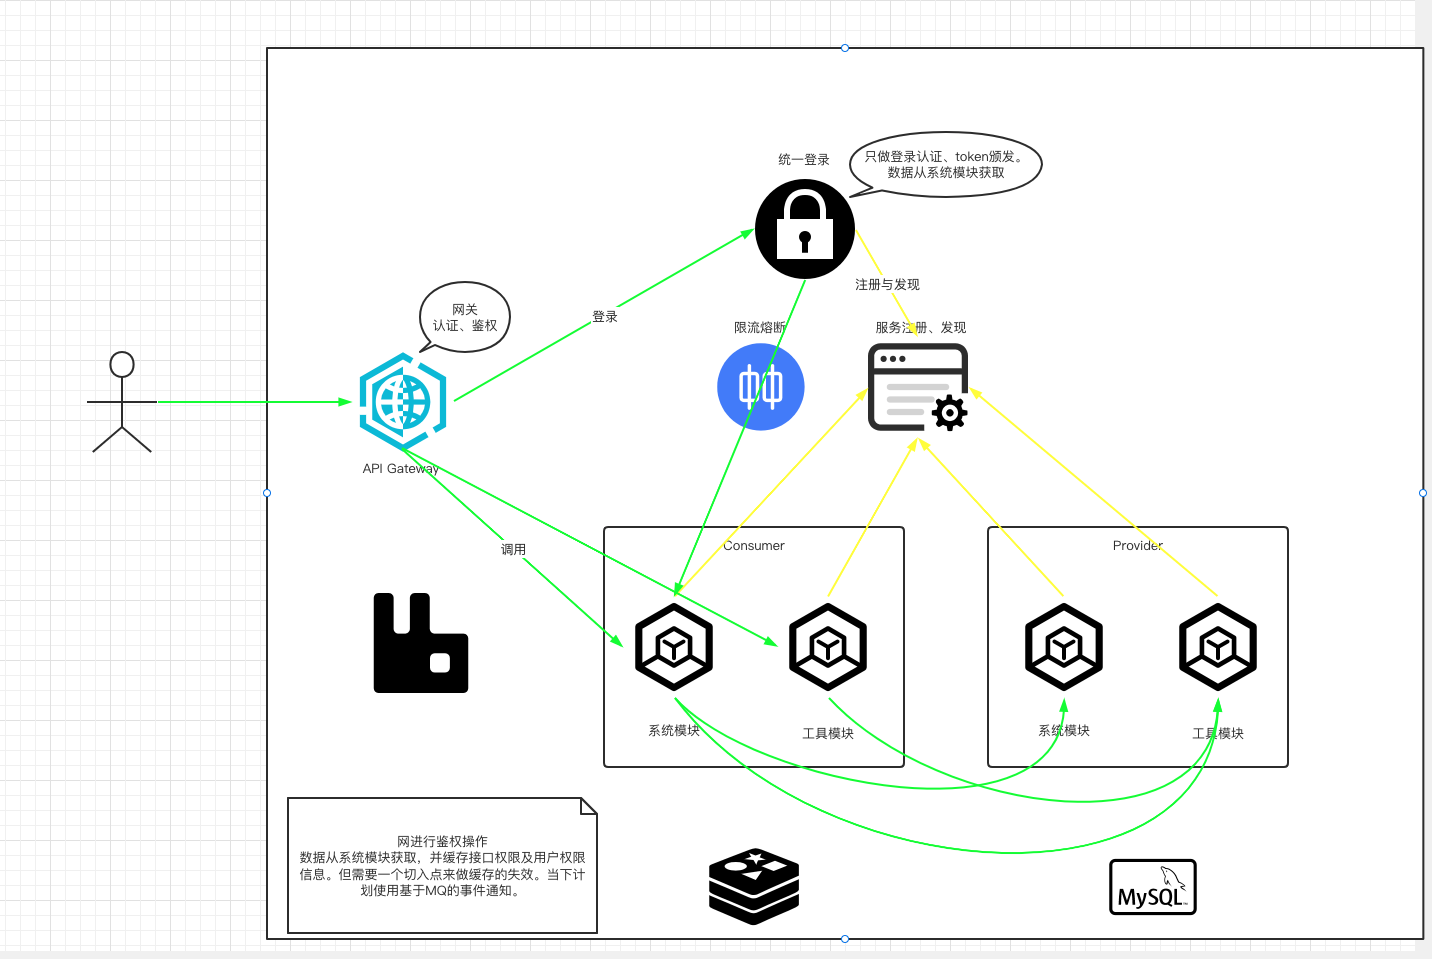 统一登录
只做登录认证、token颁发。
数据从系统模块获取
注册与发现
网关
认证、鉴权
登录
限流熔断
服务注册、发现
API Gateway
调用
Consumer
Provider
系统模块
工具模块
系统模块
工具模块
网进行鉴权操作
数据从系统模块获取，并缓存接口权限及用户权限
信息。但需要一个切入点来做缓存的失效。当下计
划使用基于MQ的事件通知。
MySQL